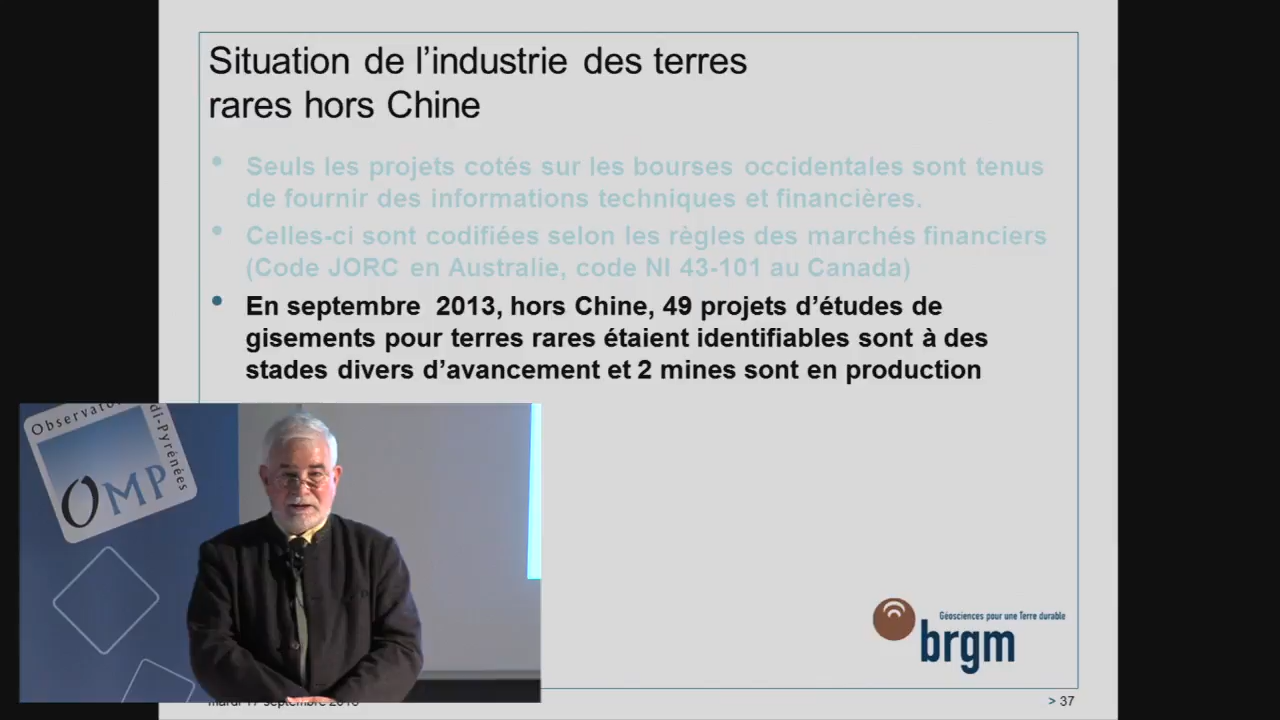 Situation de l’industrie des terres
rares hors Chine
• Seuls les projets cotés sur les bourses occidentales sont tenus
de fournir des informations techniques et financières.
• Celles-ci sont codifiées selon les règles des marchés financiers
(Code JORC en Australie, code NI 43-101 au Canada)
• En septembre 2013, hors Chine, 49 projets d’études de
gisements pour terres rares étaient identifiables sont à des
stades divers d’avancement et 2 mines sont en production
OMP
Géosciences pour une Terre durable
brgm
> 37